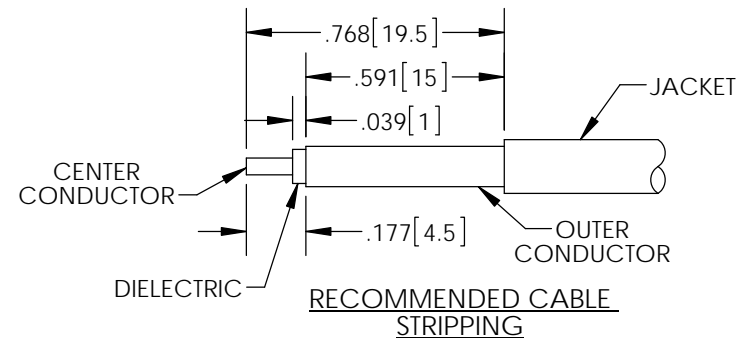 .768[19.5]
.591[15]
.039[1]
JACKET
CENTER
CONDUCTOR
.177[4.5]
OUTER
CONDUCTOR
DIELECTRIC
RECOMMENDED CABLE
STRIPPING